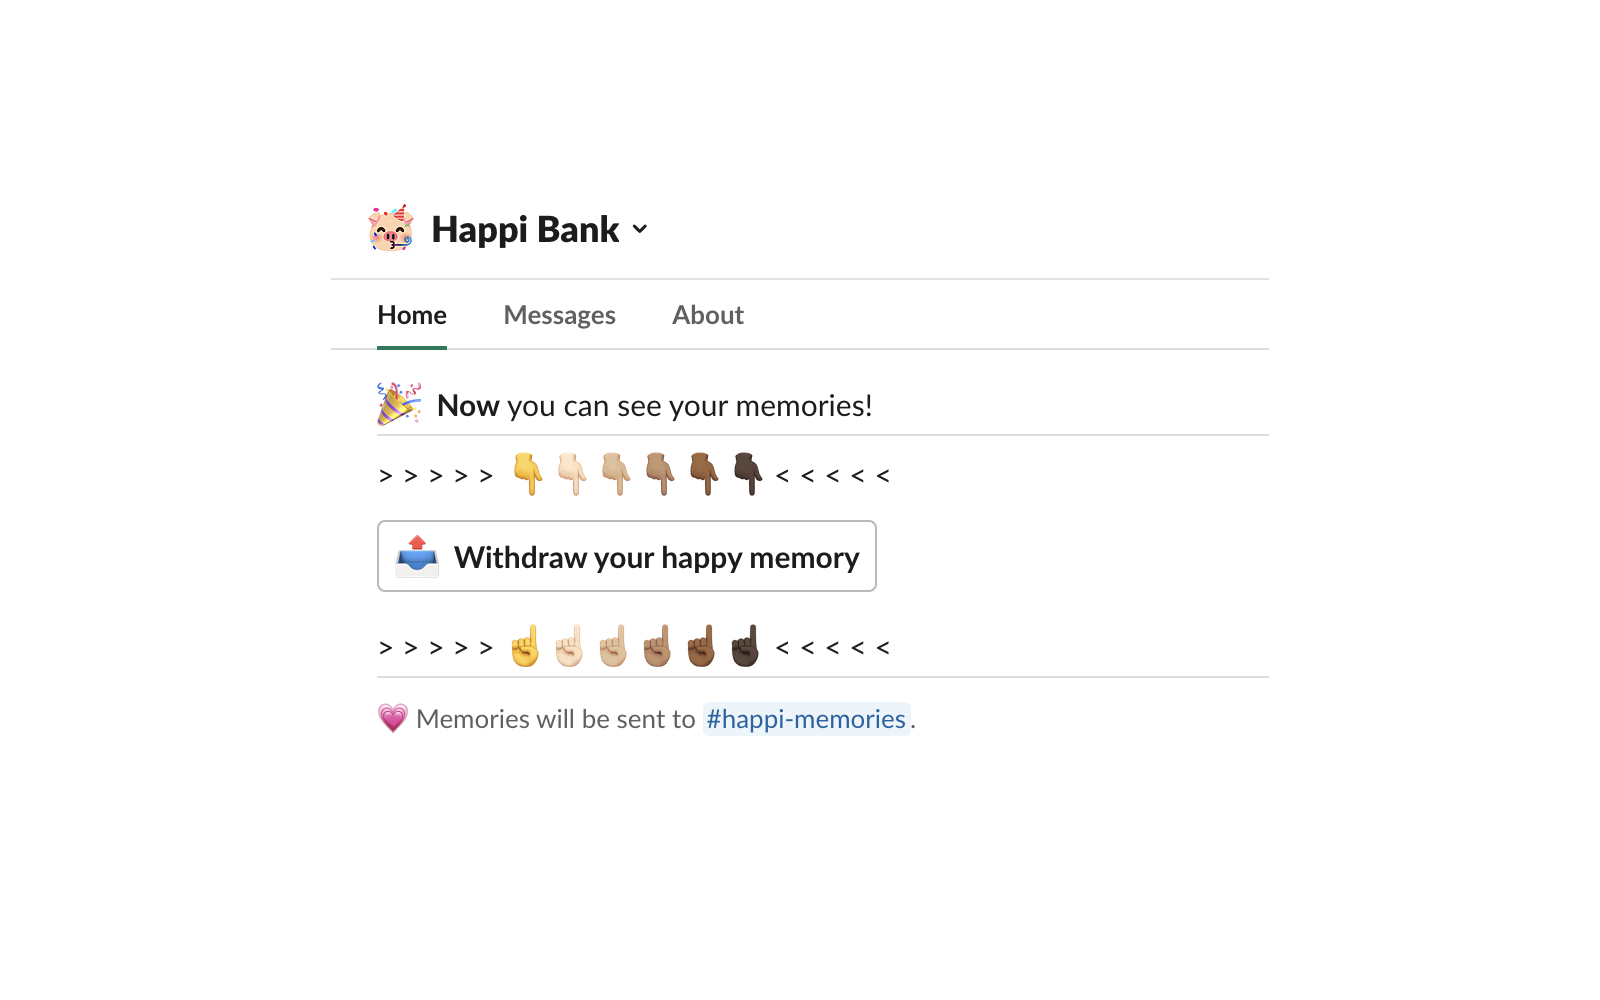 Happi Bank
Home Messages About
🎉 Now you can see your memories!
> > > > > 👇👇🏻👇🏼👇🏽👇🏾👇🏿 < < < < <
📤 Withdraw your happy memory
> > > > > ☝️☝🏻☝🏼☝🏽☝🏾☝🏿 < < < < <
💗 Memories will be sent to #happi-memories.